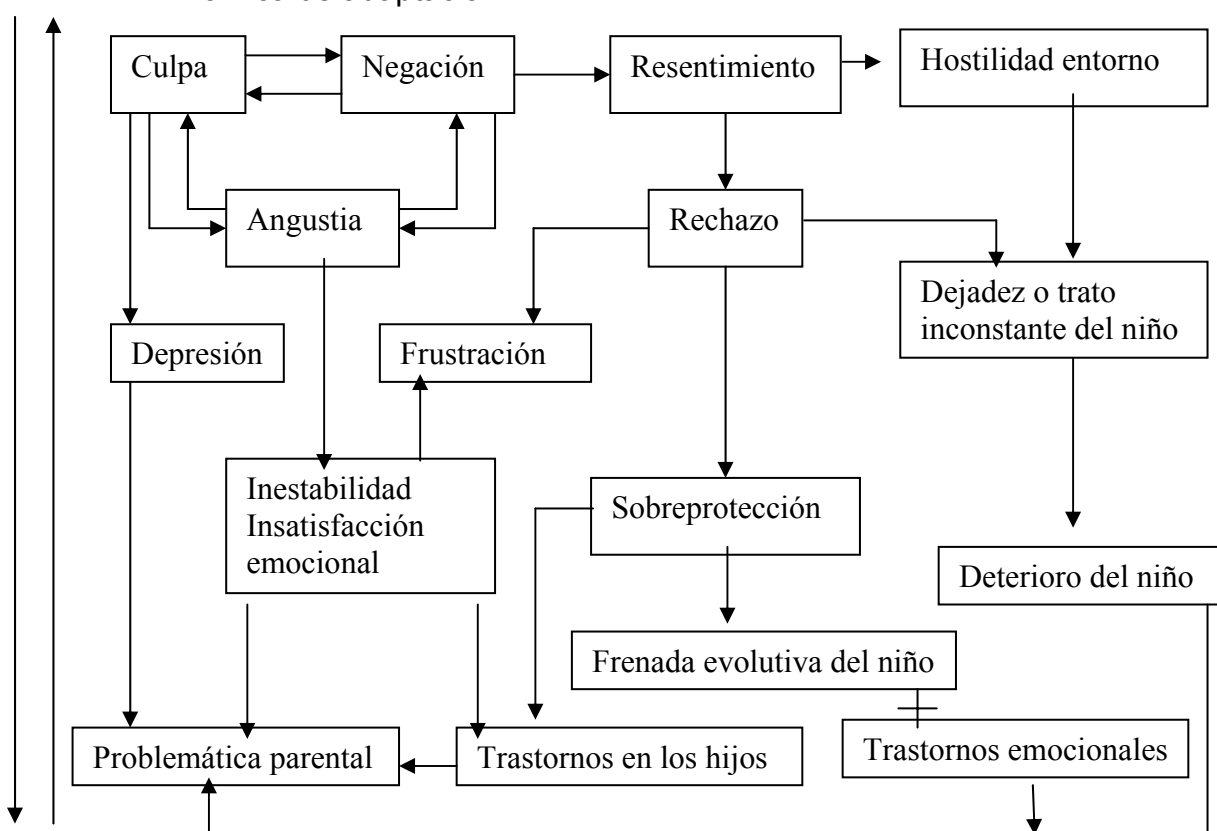 Culpa
Negación
Resentimiento
Hostilidad entorno
Angustia
Rechazo
Dejadez o trato
inconstante del niño
Depresión
Frustración
Inestabilidad
Insatisfacción
emocional
Sobreprotección
Deterioro del niño
Frenada evolutiva del niño
Problemática parental
Trastornos en los hijos
Trastornos emocionales